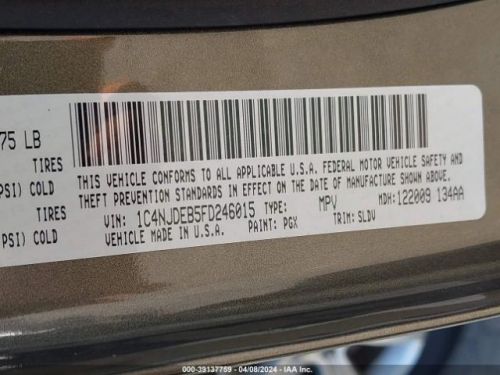 75 LB
TIRES
PSI) COLD
TIRES
PSI) COLD
THIS VEHICLE CONFORMS TO ALL APPLICABLE U.S.A. FEDERAL MOTOR VEHICLE SAFETY AND
THEFT PREVENTION STANDARDS IN EFFECT ON THE DATE OF MANUFACTURE SHOWN ABOVE.
VIN: 1C4NJDEB5FD246015 TYPE: MPV MDH:122009 134AA
VEHICLE MADE IN U.S.A. PAINT: PGX TRIM: SLDV
OOO - 39137759 - 04/08/2024 - IAA Inc.